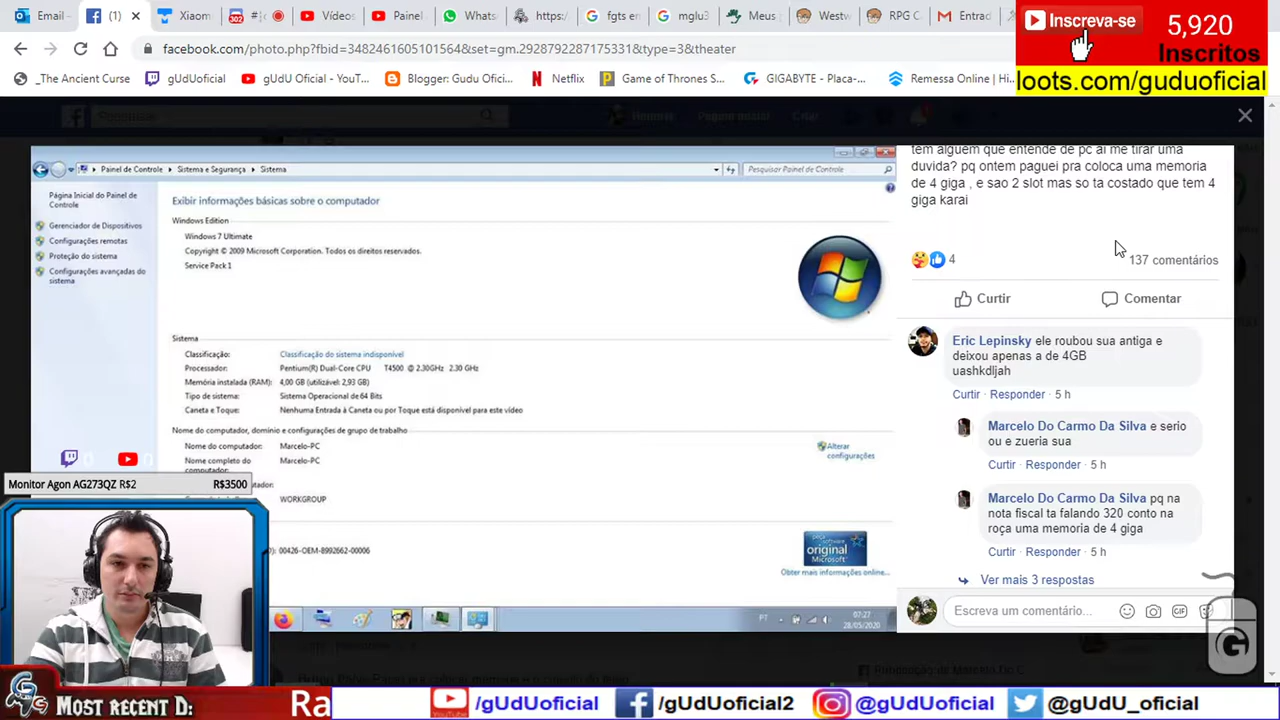 Email
(1)
Xiaom
302
#{
Vídeos
Painel
Whats
https:/
fgts en
mglu3
Meus
Westw
RPG C
Entrad
facebook.com/photo.php?fbid=3482461605101564&set=gm.2928792287175331&type=3&theater
Inscreva-se
5,920
Inscritos
loots.com/guduoficial
_The Ancient Curse
gUdUoficial
gUdU Oficial - YouT...
Blogger: Gudu Ofici...
Netflix
Game of Thrones S...
GIGABYTE - Placa-...
Remessa Online | Hi...
Painel de Controle
Sistema e Segurança
Sistema
Pesquisar Painel de Controle
Página Inicial do Painel de
Controle
Gerenciador de Dispositivos
Configurações remotas
Proteção do sistema
Configurações avançadas do
sistema
Exibir informações básicas sobre o computador
Windows Edition
Windows 7 Ultimate
Copyright © 2009 Microsoft Corporation. Todos os direitos reservados.
Service Pack 1
Sistema
Classificação: Classificação do sistema indisponível
Processador: Pentium(R) Dual-Core CPU T4500 @ 2.30GHz 2.30 GHz
Memória instalada (RAM): 4,00 GB (utilizável: 2,93 GB)
Tipo de sistema: Sistema Operacional de 64 Bits
Caneta e Toque: Nenhuma Entrada à Caneta ou por Toque está disponível para este vídeo
Nome do computador, domínio e configurações de grupo de trabalho
Nome do computador: Marcelo-PC
Alterar
configurações
Nome completo do
computador:
Marcelo-PC
WORKGROUP
): 00426-OEM-8992662-00006
original
Microsoft
Obter mais informações online...
PT
07:27
28/05/2020
tem alguem que entende de pc ai me tirar uma
duvida? pq ontem paguei pra coloca uma memoria
de 4 giga , e sao 2 slot mas so ta costado que tem 4
giga karai
4
137 comentários
Curtir
Comentar
Eric Lepinsky ele roubou sua antiga e
deixou apenas a de 4GB
uashkdljah
Curtir · Responder · 5 h
Marcelo Do Carmo Da Silva e serio
ou e zueria sua
Curtir · Responder · 5 h
Marcelo Do Carmo Da Silva pq na
nota fiscal ta falando 320 conto na
roça uma memoria de 4 giga
Curtir · Responder · 5 h
Ver mais 3 respostas
Escreva um comentário...
GIF
Monitor Agon AG273QZ R$2
R$3500
Most recent D:
Ra
/gUdUoficial
/gUdUoficial2
@gUdUoficial
@gUdU_oficial